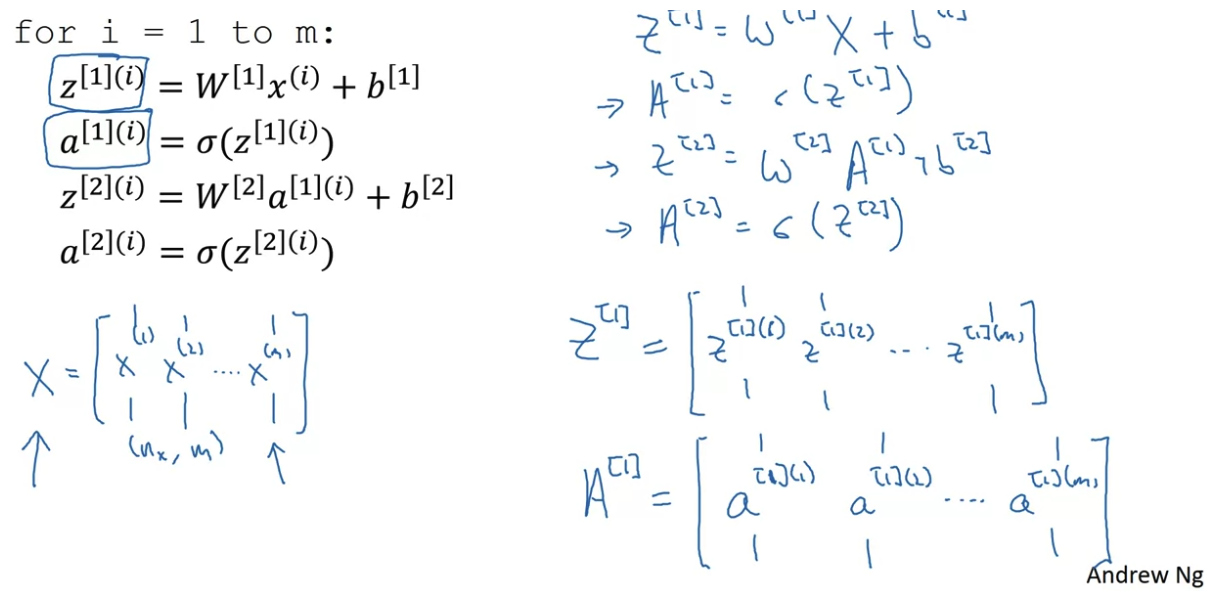 for i = 1 to m:
z^[1](i) = W^[1]x^(i) + b^[1]
a^[1](i) = σ(z^[1](i))
z^[2](i) = W^[2]a^[1](i) + b^[2]
a^[2](i) = σ(z^[2](i))
X = [x^(1) x^(2) .... x^(m)]
(n_x, m)
Z^[1] = W^[1] X + b^[1]
→ A^[1] = σ(Z^[1])
→ Z^[2] = W^[2] A^[1] + b^[2]
→ A^[2] = σ(Z^[2])
Z^[1] = [z^[1](1) z^[1](2) .... z^[1](m)]
A^[1] = [a^[1](1) a^[1](2) .... a^[1](m)]
Andrew Ng